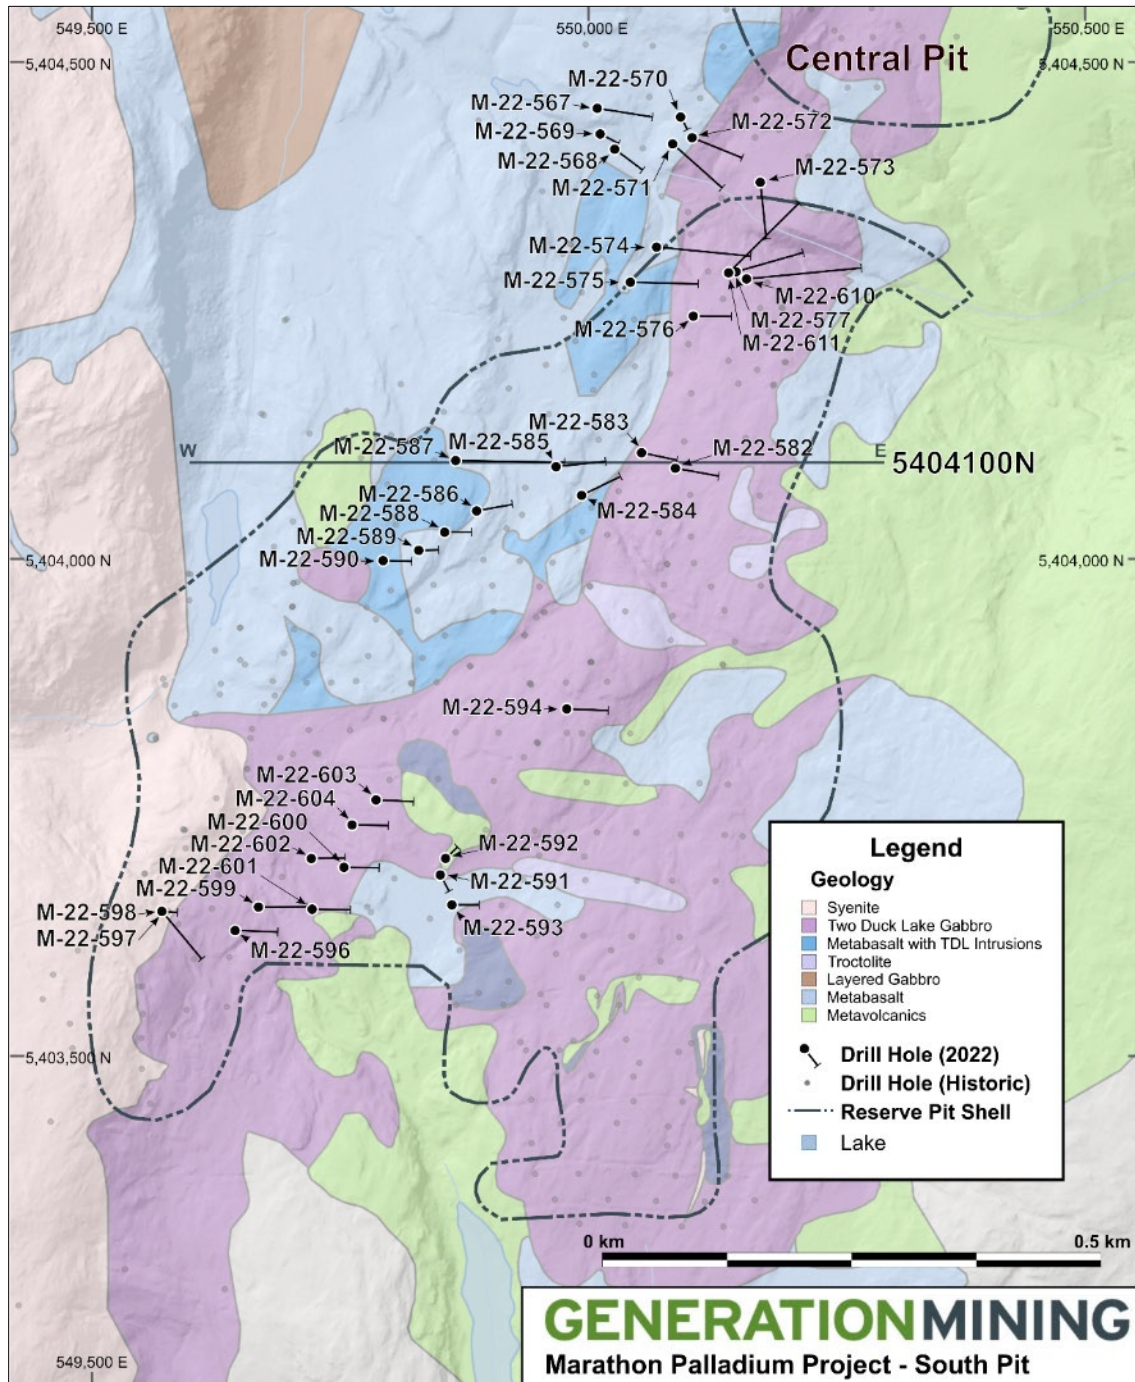 549,500 E
550,000 E
550,500 E
5,404,500 N
5,404,500 N
Central Pit
M-22-570
M-22-567
M-22-569
M-22-572
M-22-568
M-22-573
M-22-571
M-22-574
M-22-575
M-22-610
M-22-577
M-22-576
M-22-611
M-22-583
M-22-587
M-22-585
M-22-582
W
E
5404100N
M-22-586
M-22-588
M-22-584
M-22-589
M-22-590
5,404,000 N
5,404,000 N
M-22-594
M-22-603
M-22-604
M-22-600
M-22-602
M-22-592
M-22-601
M-22-591
M-22-599
M-22-598
M-22-597
M-22-593
M-22-596
5,403,500 N
Legend
Geology
Syenite
Two Duck Lake Gabbro
Metabasalt with TDL Intrusions
Troctolite
Layered Gabbro
Metabasalt
Metavolcanics
Drill Hole (2022)
Drill Hole (Historic)
Reserve Pit Shell
Lake
0 km
0.5 km
GENERATIONMINING
Marathon Palladium Project - South Pit
549,500 E